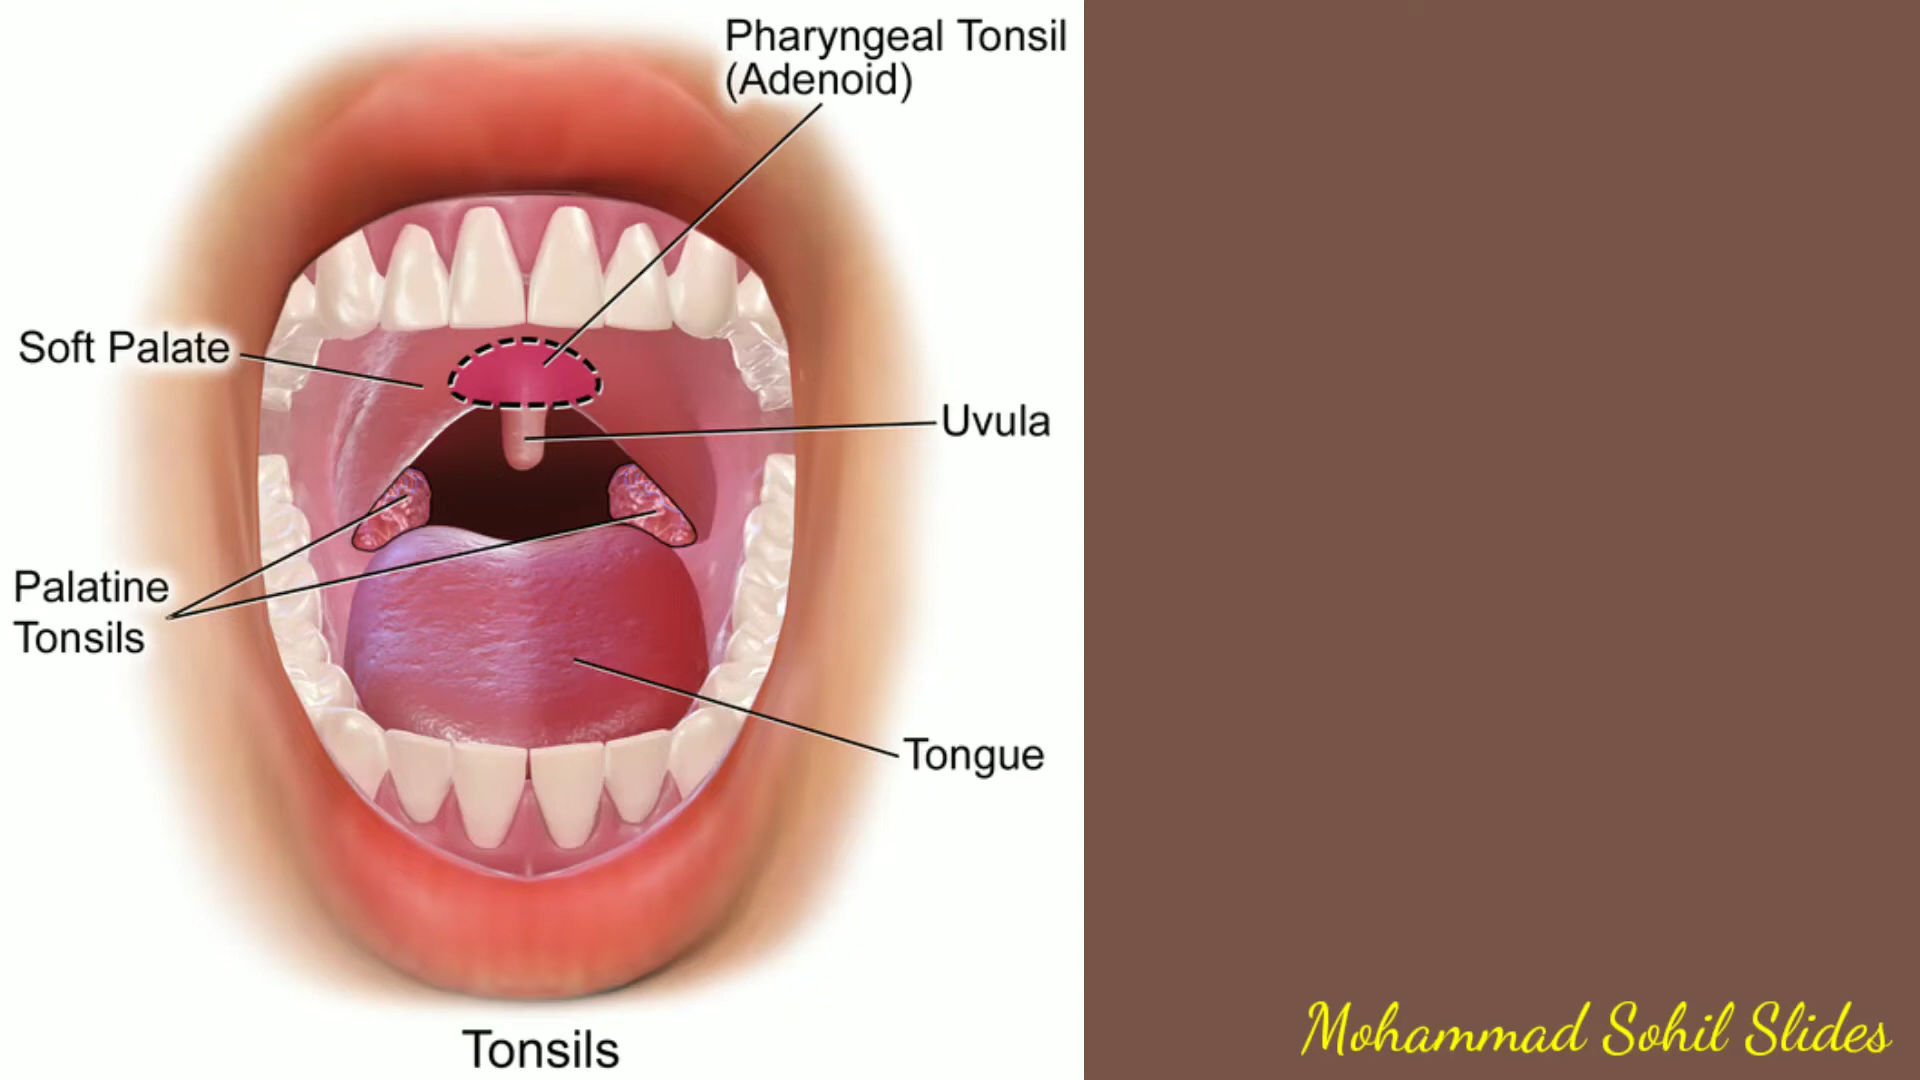 Pharyngeal Tonsil
(Adenoid)
Soft Palate
Uvula
Palatine
Tonsils
Tongue
Tonsils
Mohammad Sohil Slides